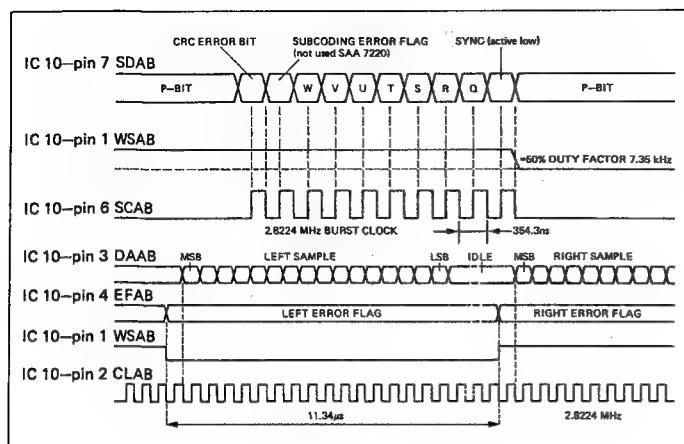 CRC ERROR BIT
SUBCODING ERROR FLAG
(not used SAA 7220)
SYNC (active low)
IC 10—pin 7 SDAB
P-BIT W V U T S R Q P-BIT
IC 10—pin 1 WSAB
≈50% DUTY FACTOR 7.35 kHz
IC 10—pin 6 SCAB
2.8224 MHz BURST CLOCK
354.3ns
IC 10—pin 3 DAAB
MSB LEFT SAMPLE LSB IDLE MSB RIGHT SAMPLE
IC 10—pin 4 EFAB
LEFT ERROR FLAG RIGHT ERROR FLAG
IC 10—pin 1 WSAB
IC 10—pin 2 CLAB
11.34µs 2.8224 MHz